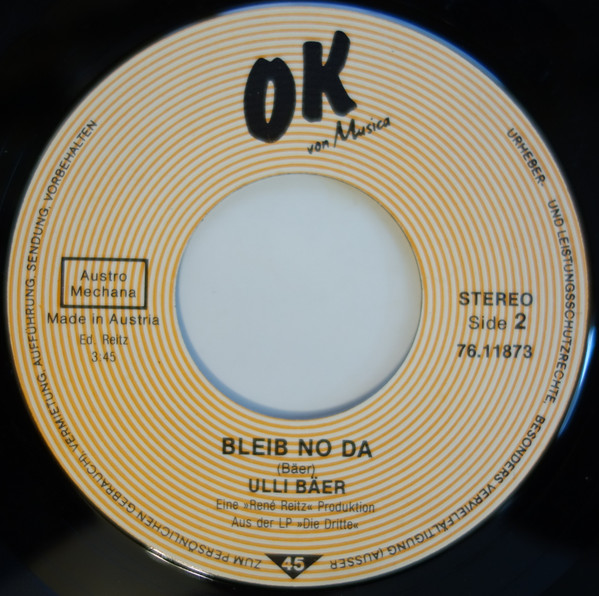 OK
von Musica
URHEBER- UND LEISTUNGSSCHUTZRECHTE, BESONDERS VERVIELFÄLTIGUNG (AUSSER ZUM PERSÖNLICHEN GEBRAUCH), VERMIETUNG, AUFFÜHRUNG, SENDUNG, VORBEHALTEN
Austro
Mechana
Made in Austria
Ed. Reitz
3:45
STEREO
Side 2
76.11873
BLEIB NO DA
(Bäer)
ULLI BÄER
Eine »René Reitz« Produktion
Aus der LP »Die Dritte«
45